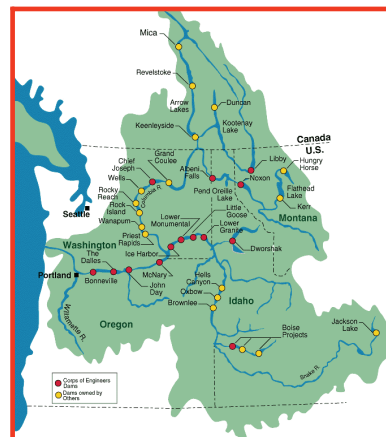 Mica
Revelstoke
Arrow
Lakes
Duncan
Keenleyside
Kootenay
Lake
Canada
U.S.
Grand
Coulee
Chief
Joseph
Wells
Rocky
Reach
Rock
Island
Wanapum
Columbia R.
Albeni
Falls
Libby
Noxon
Hungry
Horse
Pend Oreille
Lake
Flathead
Lake
Kerr
Montana
Seattle
Little
Goose
Lower
Monumental
Lower
Granite
Priest
Rapids
Washington
Ice Harbor
Dworshak
The
Dalles
Portland
Bonneville
McNary
John
Day
Hells
Canyon
Oxbow
Brownlee
Idaho
Oregon
Willamette R.
Boise
Projects
Jackson
Lake
Snake R.
Corps of Engineers
Dams
Dams owned by
Others